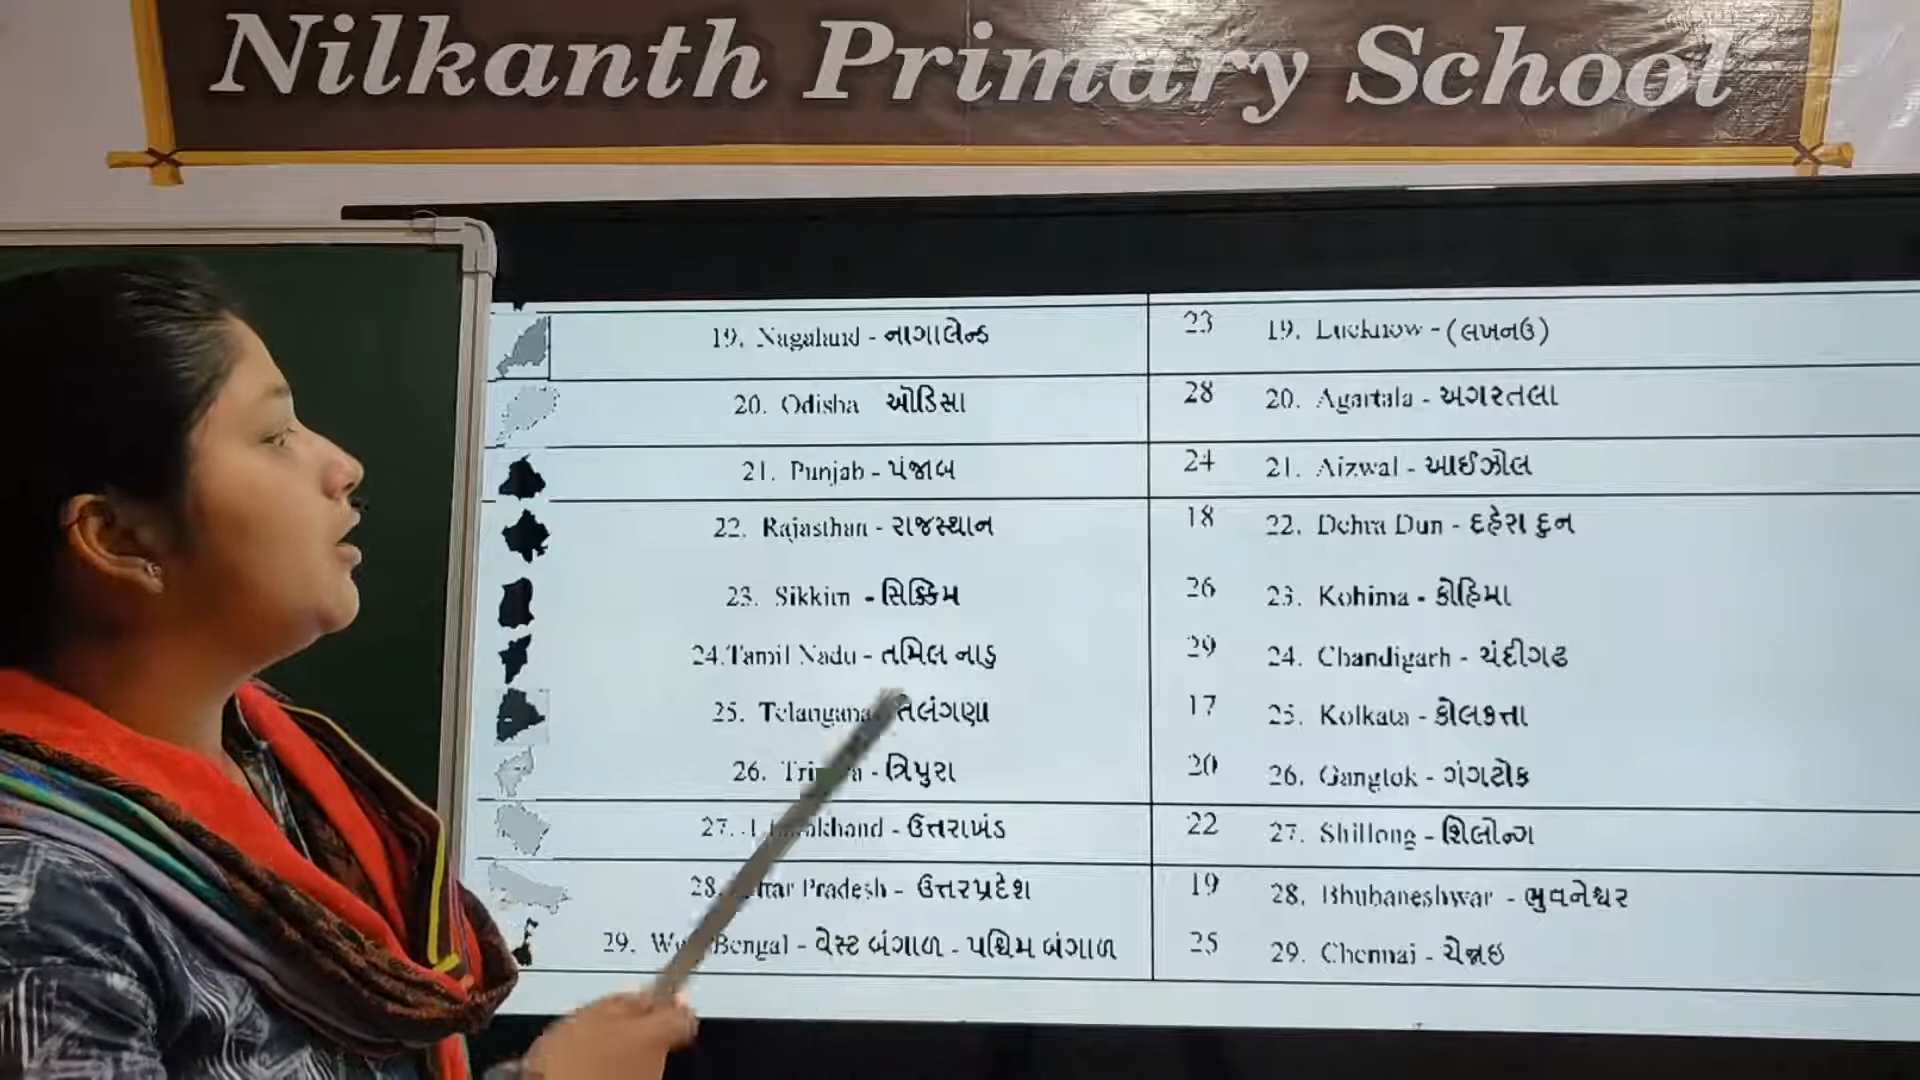 Nilkanth Primary School
19. Nagaland - નાગાલેન્ડ 23 19. Lucknow - (લખનઉ)
20. Odisha ઓડિસા 28 20. Agartala - અગરતલા
21. Punjab - પંજાબ 24 21. Aizwal - આઈઝોલ
22. Rajasthan - રાજસ્થાન 18 22. Dehra Dun - દહેરા દુન
23. Sikkim - સિક્કિમ 26 23. Kohima - કોહિમા
24.Tamil Nadu - તમિલ નાડુ 29 24. Chandigarh - ચંદીગઢ
25. Telangana તેલંગણા 17 25. Kolkata - કોલકત્તા
26. - ત્રિપુરા 20 26. Gangtok - ગંગટોક
27. - ઉત્તરાખંડ 22 27. Shillong - શિલોન્ગ
28. Pradesh - ઉત્તરપ્રદેશ 19 28. Bhubaneshwar - ભુવનેશ્વર
29. Bengal - વેસ્ટ બંગાળ - પશ્ચિમ બંગાળ 25 29. Chennai - ચેન્નઇ